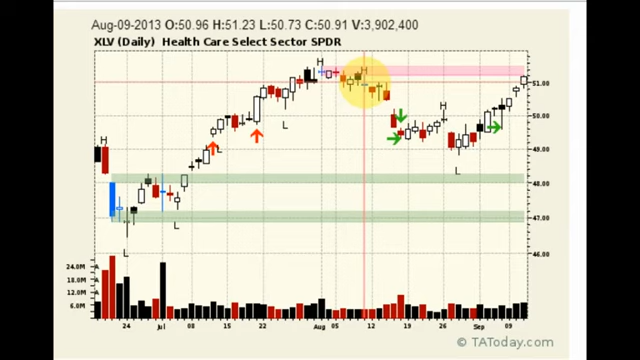 Aug-09-2013 O:50.96 H:51.23 L:50.73 C:50.91 V:3,902,400
XLV (Daily) Health Care Select Sector SPDR
H
H
51.00
H
50.00
L
H
L
49.00
L
48.00
L
47.00
L
46.00
24.0M A
18.0M A
12.0M A
6.0M A
24 Jul 08 15 22 Aug 05 12 19 26 Sep 09
© TAToday.com